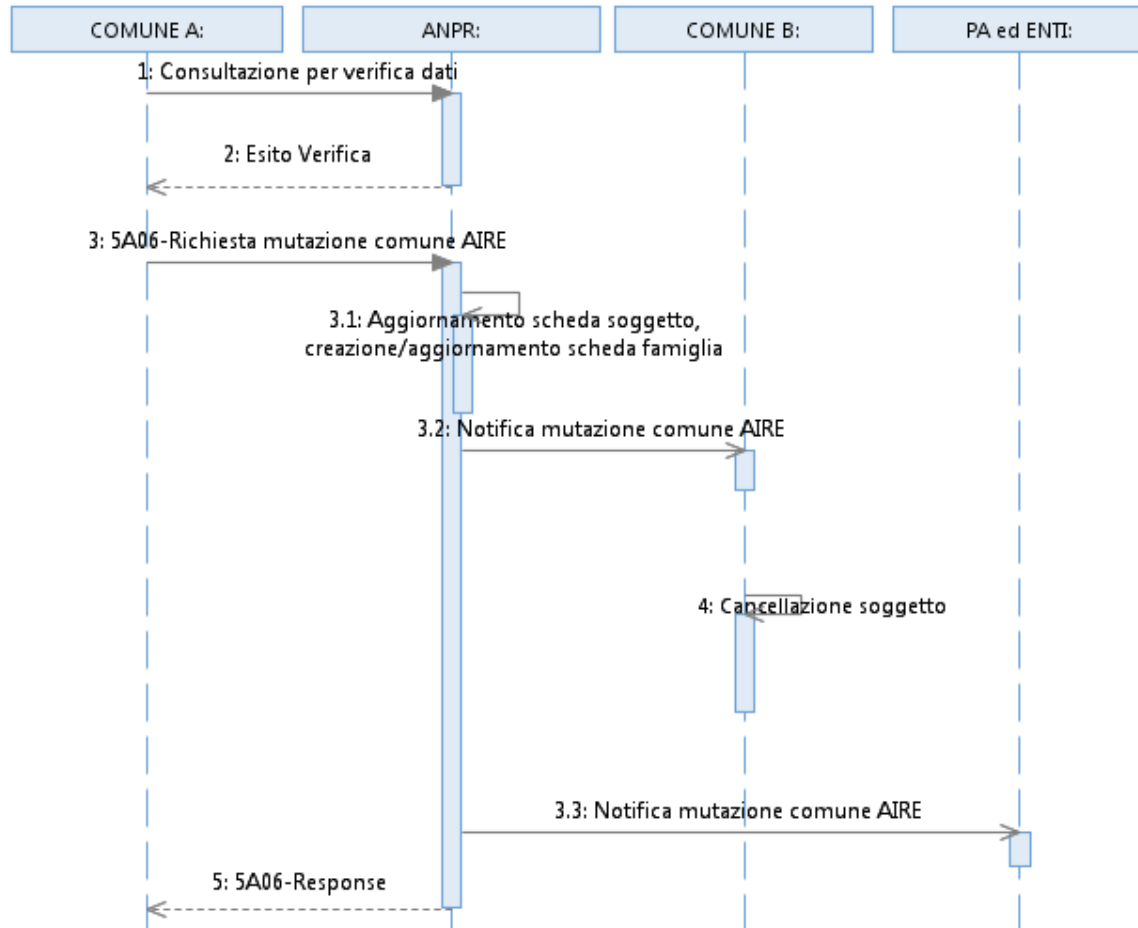 COMUNE A:
ANPR:
COMUNE B:
PA ed ENTI:
1: Consultazione per verifica dati
2: Esito Verifica
3: 5A06-Richiesta mutazione comune AIRE
3.1: Aggiornamento scheda soggetto,
creazione/aggiornamento scheda famiglia
3.2: Notifica mutazione comune AIRE
4: Cancellazione soggetto
3.3: Notifica mutazione comune AIRE
5: 5A06-Response